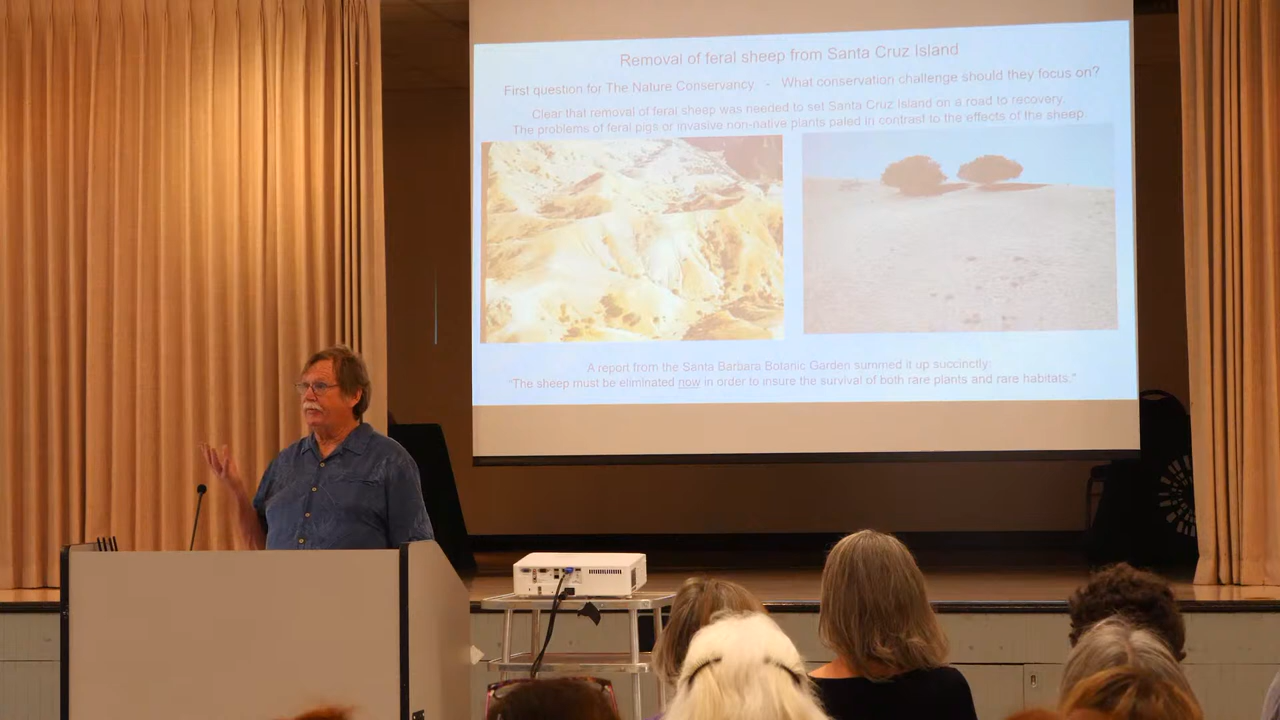 Removal of feral sheep from Santa Cruz Island
First question for The Nature Conservancy - What conservation challenge should they focus on?
Clear that removal of feral sheep was needed to set Santa Cruz Island on a road to recovery.
The problems of feral pigs or invasive non-native plants paled in contrast to the effects of the sheep.
A report from the Santa Barbara Botanic Garden summed it up succinctly:
"The sheep must be eliminated now in order to insure the survival of both rare plants and rare habitats."